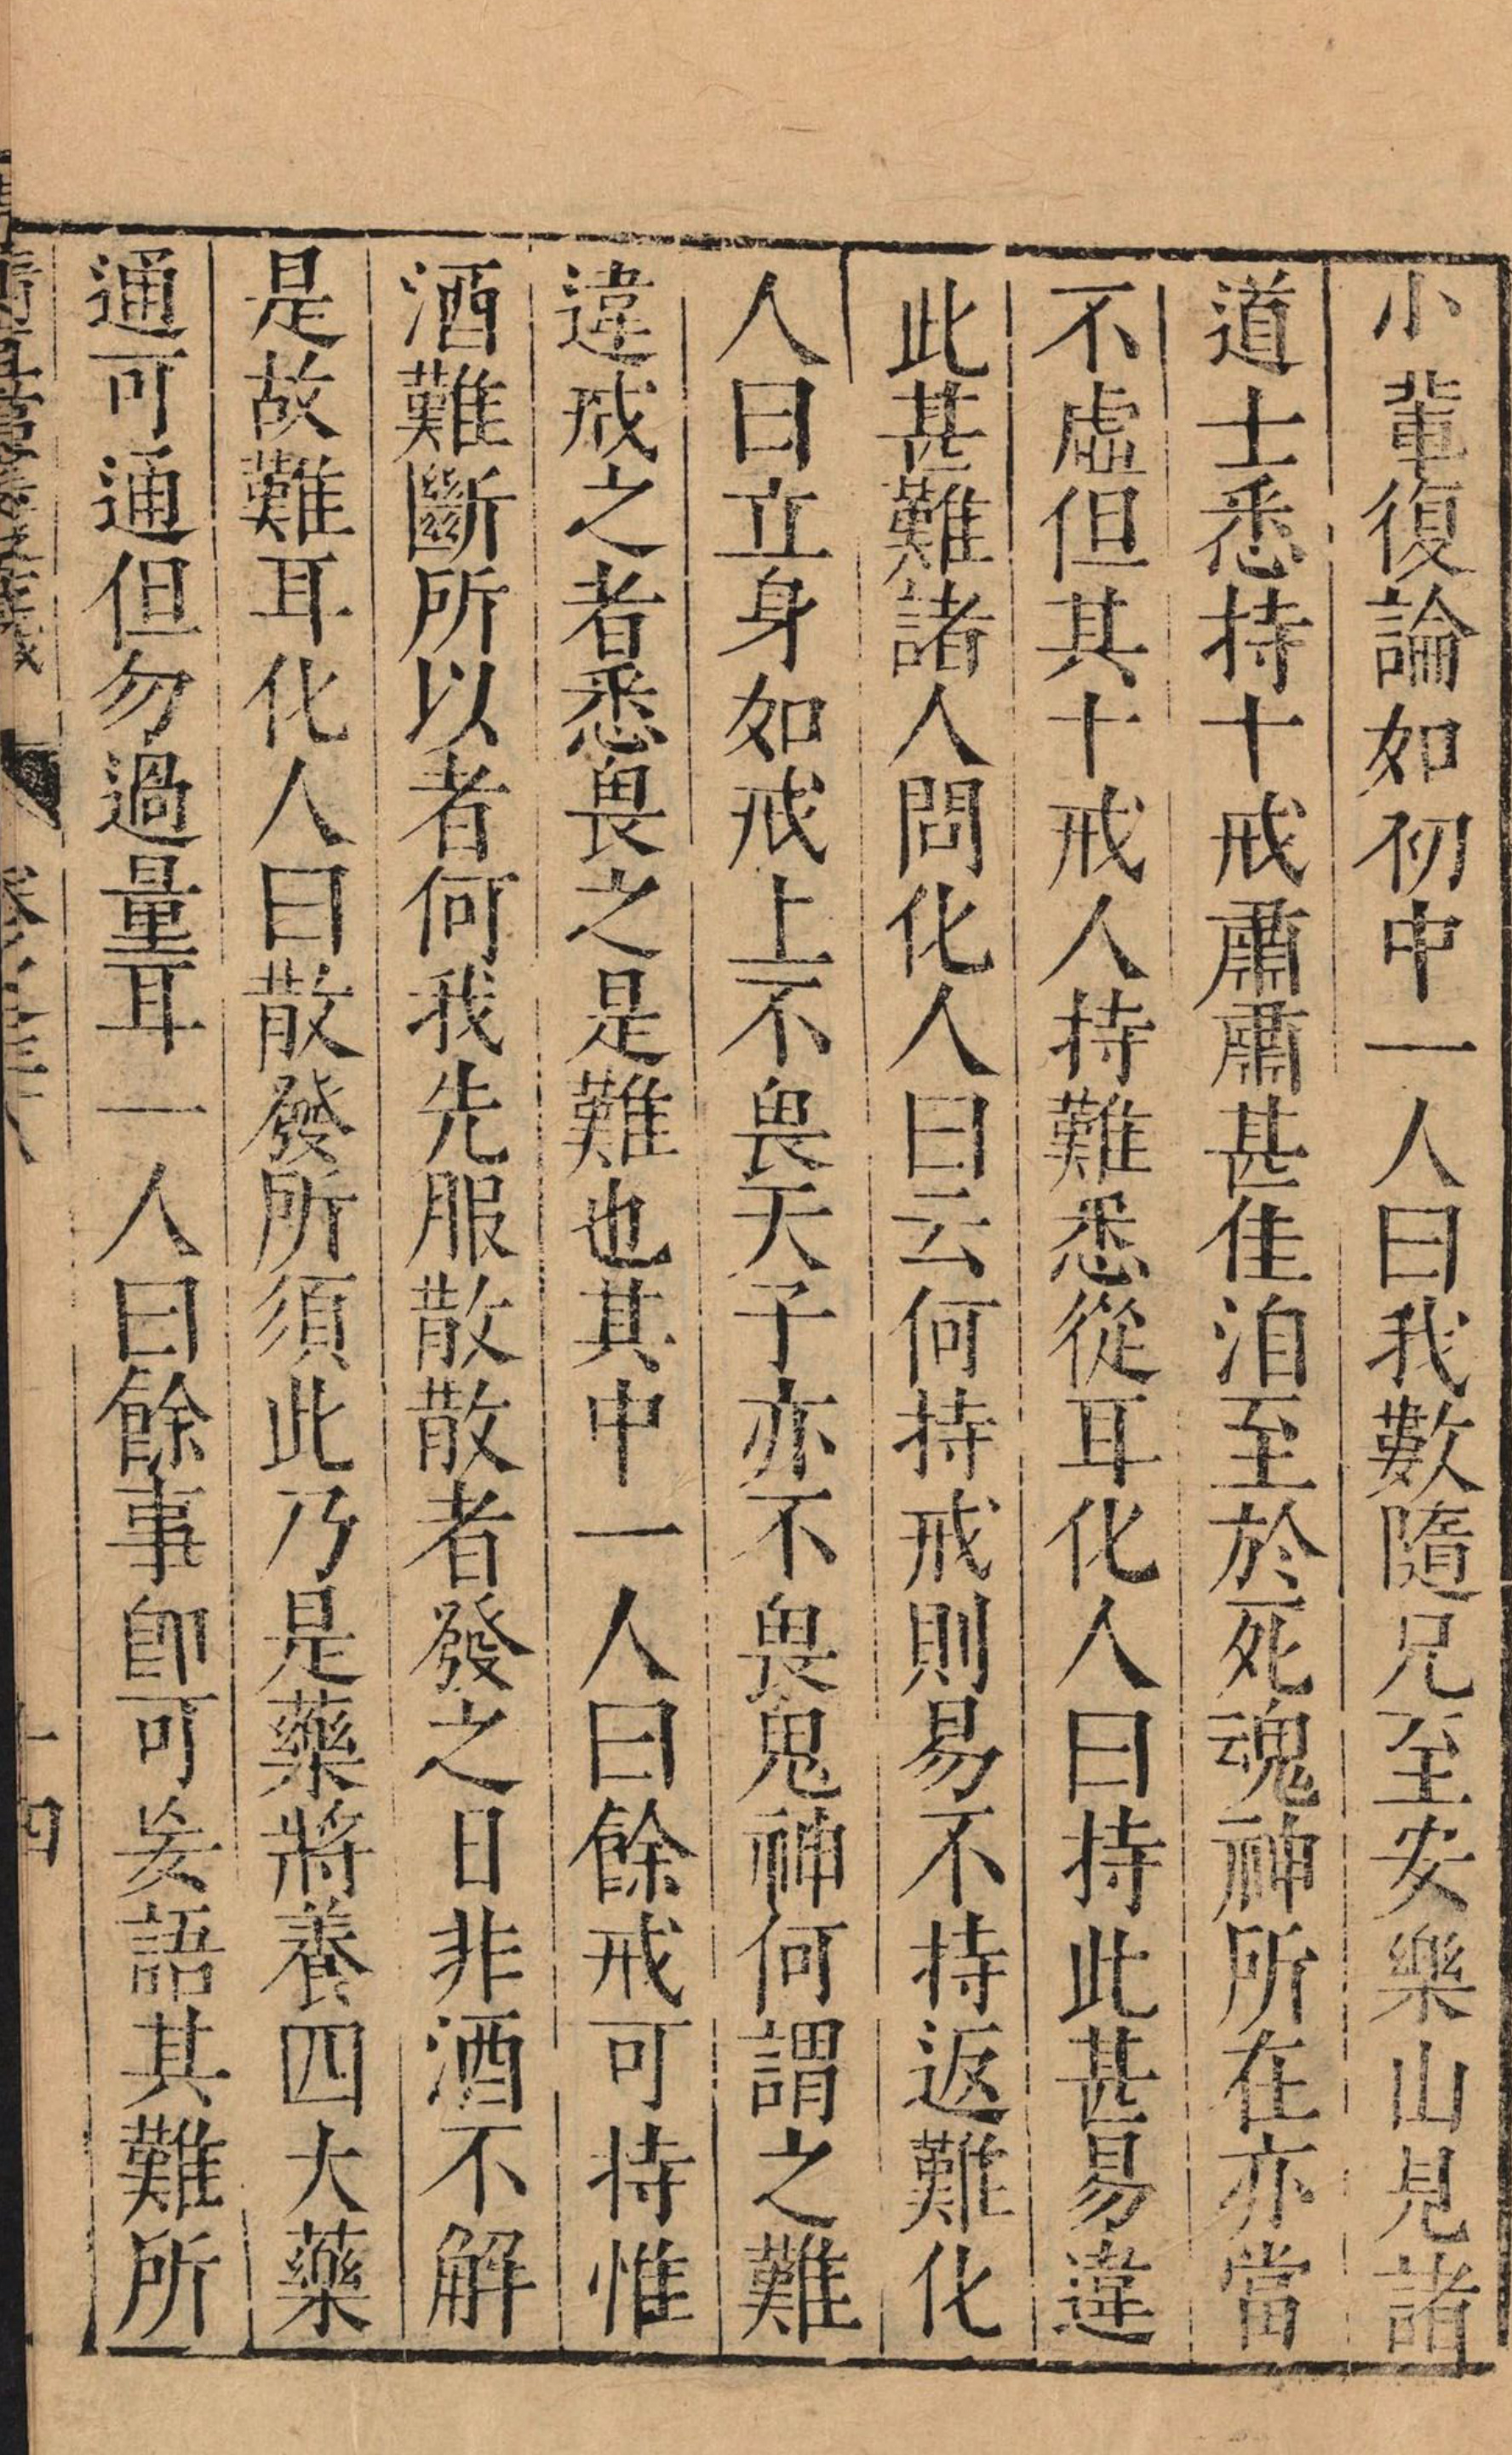 小輩復論如初中一人曰我數隨兄至安樂山見諸
道士悉持十戒肅肅甚佳洎至於死魂神所在亦當
不虛但其十戒人持難悉從耳化人曰持此甚易違
此甚難諸人問化人曰云何持戒則易不持返難化
人曰立身如戒上不畏天子亦不畏鬼神何謂之難
違戒之者悉畏之是難也其中一人曰餘戒可持惟
酒難斷所以者何我先服散散者發之日非酒不解
是故難耳化人曰散發所須此乃是藥將養四大藥
通可通但勿過量耳一人曰餘事卽可妄語其難所
十四